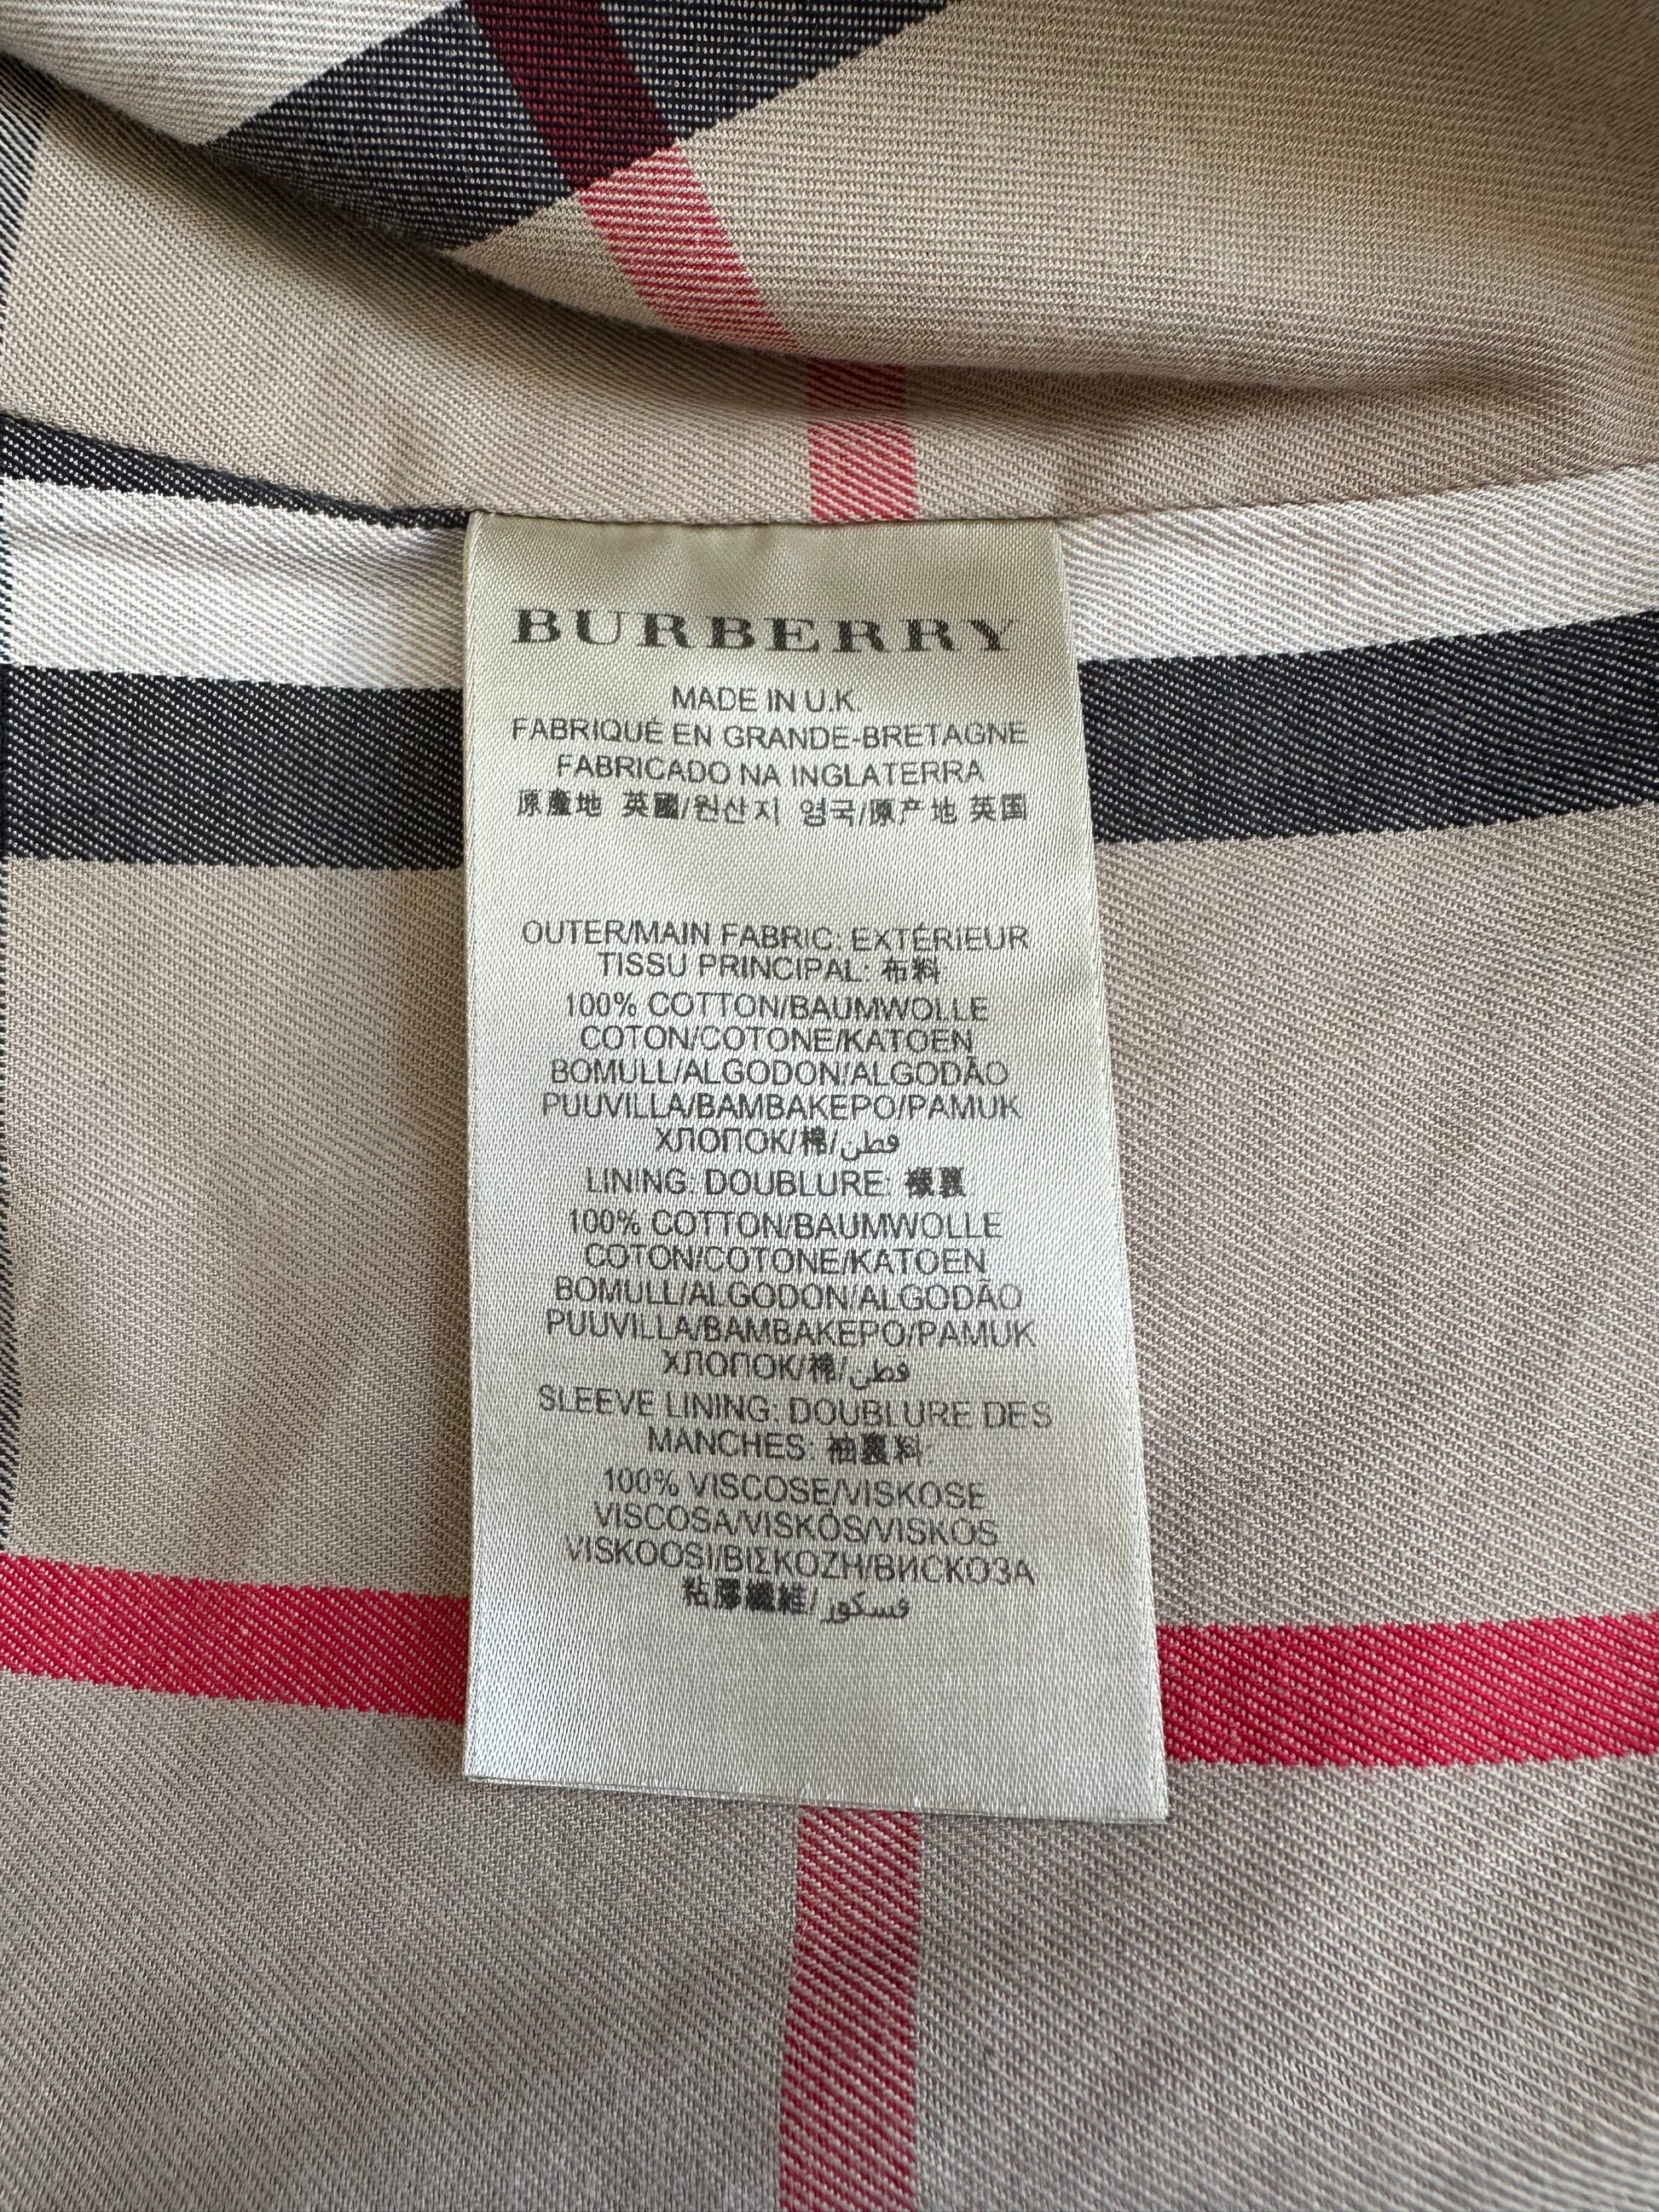 BURBERRY
MADE IN U.K.
FABRIQUÉ EN GRANDE-BRETAGNE
FABRICADO NA INGLATERRA
原產地 英國/원산지 영국/原产地 英国
OUTER/MAIN FABRIC: EXTÉRIEUR
TISSU PRINCIPAL: 布料
100% COTTON/BAUMWOLLE
COTON/COTONE/KATOEN
BOMULL/ALGODON/ALGODÃO
PUUVILLA/BAMBAKEPO/PAMUK
ХЛОПОК/棉/قطن
LINING: DOUBLURE: 裏
100% COTTON/BAUMWOLLE
COTON/COTONE/KATOEN
BOMULL/ALGODON/ALGODÃO
PUUVILLA/BAMBAKEPO/PAMUK
ХЛОПОК/棉/قطن
SLEEVE LINING: DOUBLURE DES
MANCHES: 袖裏料
100% VISCOSE/VISKOSE
VISCOSA/VISKÓS/VISKOS
VISKOOSI/ΒΙΣΚΟΖΗ/ВИСКОЗА
粘膠纖維/فسكوز